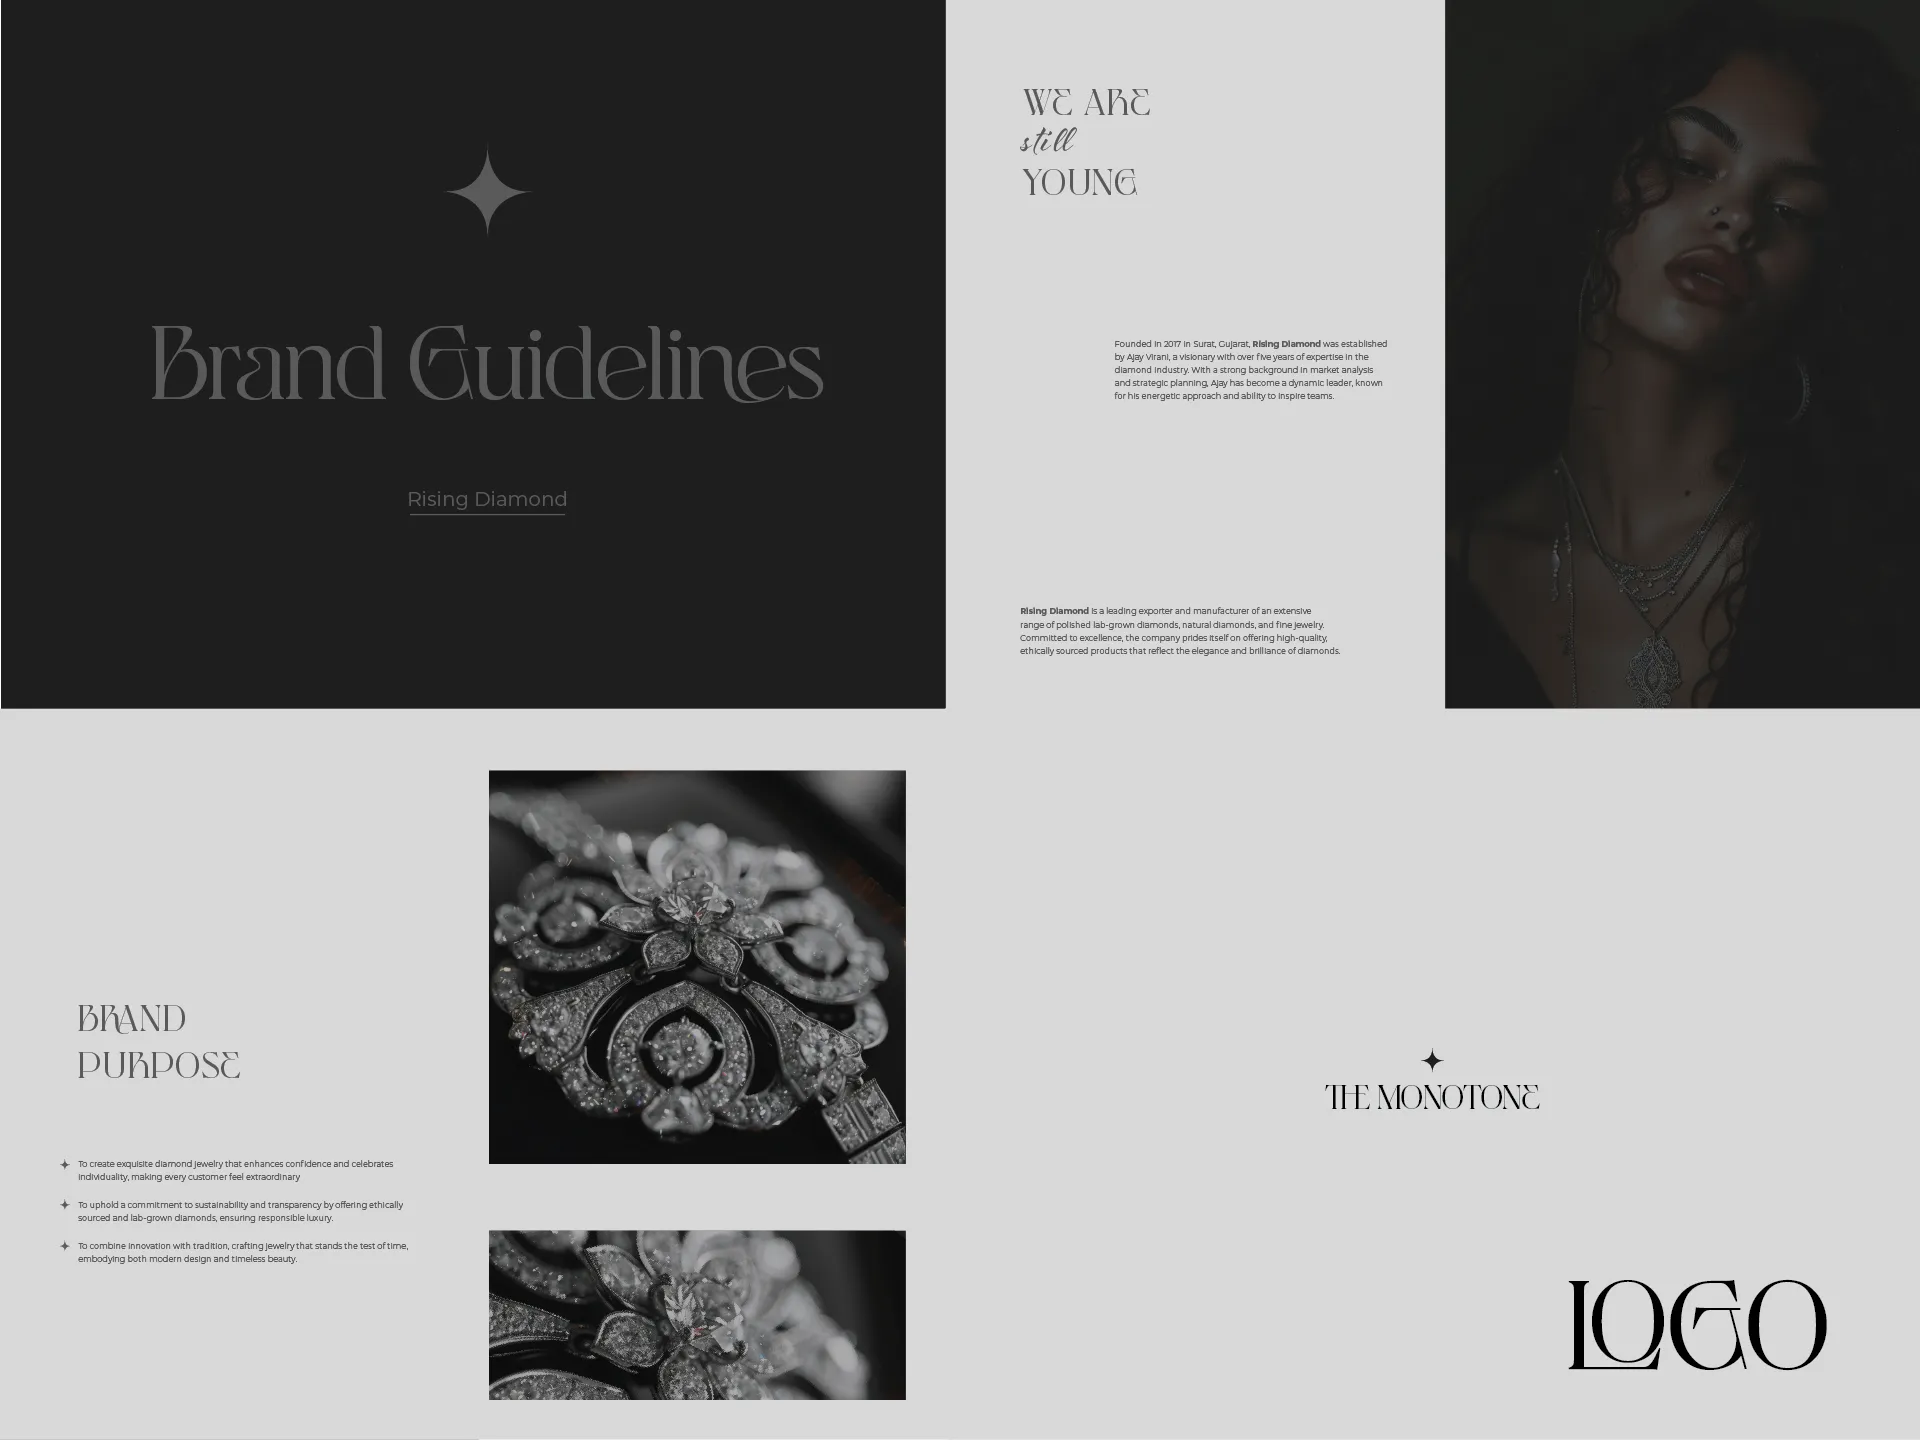 Brand Guidelines
Rising Diamond
WE ARE
still
YOUNG
Founded in 2017 in Surat, Gujarat, Rising Diamond was established
by Ajay Virani, a visionary with over five years of expertise in the
diamond industry. With a strong background in market analysis
and strategic planning, Ajay has become a dynamic leader, known
for his energetic approach and ability to inspire teams.
Rising Diamond is a leading exporter and manufacturer of an extensive
range of polished lab-grown diamonds, natural diamonds, and fine jewelry.
Committed to excellence, the company prides itself on offering high-quality,
ethically sourced products that reflect the elegance and brilliance of diamonds.
BRAND
PURPOSE
To create exquisite diamond jewelry that enhances confidence and celebrates
individuality, making every customer feel extraordinary
To uphold a commitment to sustainability and transparency by offering ethically
sourced and lab-grown diamonds, ensuring responsible luxury.
To combine innovation with tradition, crafting jewelry that stands the test of time,
embodying both modern design and timeless beauty.
THE MONOTONE
LOGO